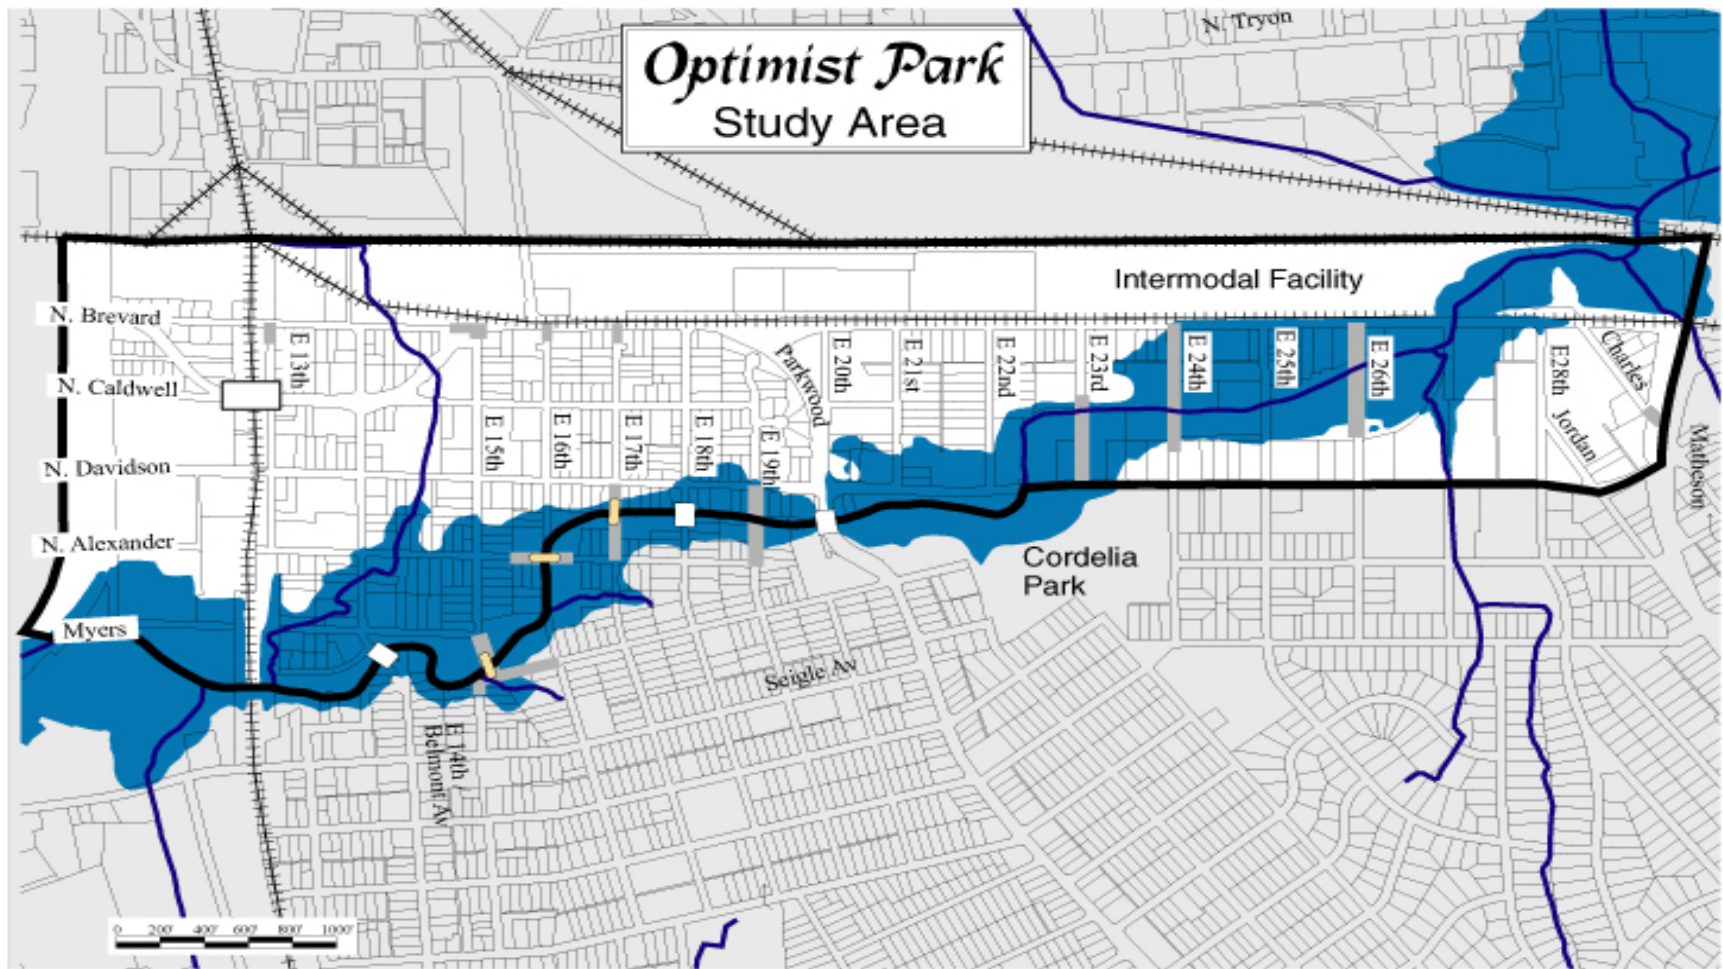 N. Tryon
Optimist Park
Study Area
Intermodal Facility
N. Brevard
N. Caldwell
N. Davidson
N. Alexander
Myers
E 13th
E 14th
Belmont Av
E 15th
E 16th
E 17th
E 18th
E 19th
Parkwood
E 20th
E 21st
E 22nd
E 23rd
E 24th
E 25th
E 26th
E28th
Jordan
Charles
Matheson
Cordelia
Park
Seigle Av
0 200' 400' 600' 800' 1000'